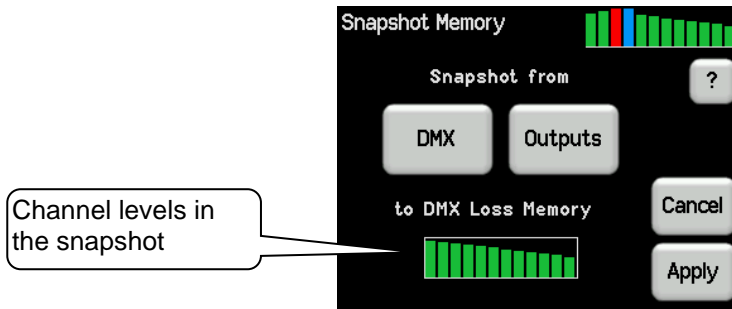 Snapshot Memory
Snapshot from
?
DMX
Outputs
Channel levels in
the snapshot
to DMX Loss Memory
Cancel
Apply